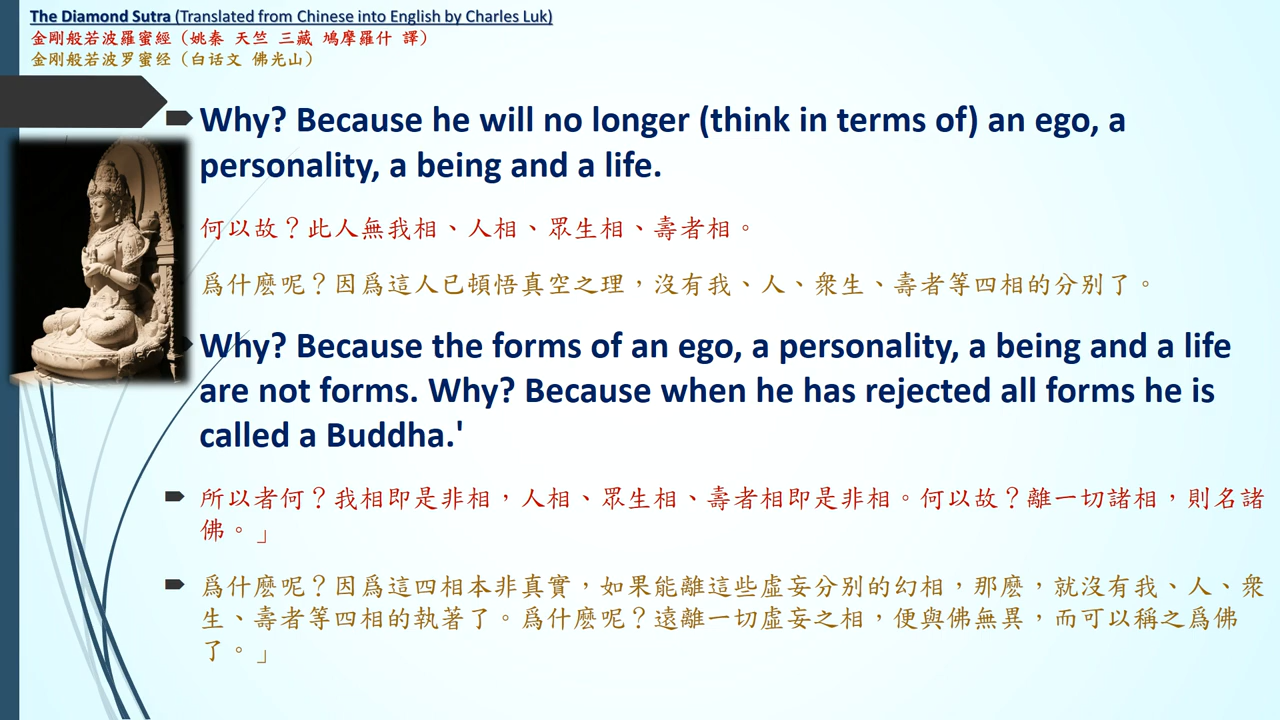 The Diamond Sutra (Translated from Chinese into English by Charles Luk)
金剛般若波羅蜜經（姚秦 天竺 三藏 鳩摩羅什 譯）
金剛般若波罗蜜经（白话文 佛光山）
Why? Because he will no longer (think in terms of) an ego, a
personality, a being and a life.
何以故？此人無我相、人相、眾生相、壽者相。
爲什麽呢？因爲這人已頓悟真空之理，沒有我、人、衆生、壽者等四相的分别了。
Why? Because the forms of an ego, a personality, a being and a life
are not forms. Why? Because when he has rejected all forms he is
called a Buddha.'
所以者何？我相即是非相，人相、眾生相、壽者相即是非相。何以故？離一切諸相，則名諸
佛。」
爲什麽呢？因爲這四相本非真實，如果能離這些虛妄分别的幻相，那麽，就沒有我、人、衆
生、壽者等四相的執著了。爲什麽呢？遠離一切虛妄之相，便與佛無異，而可以稱之爲佛
了。」